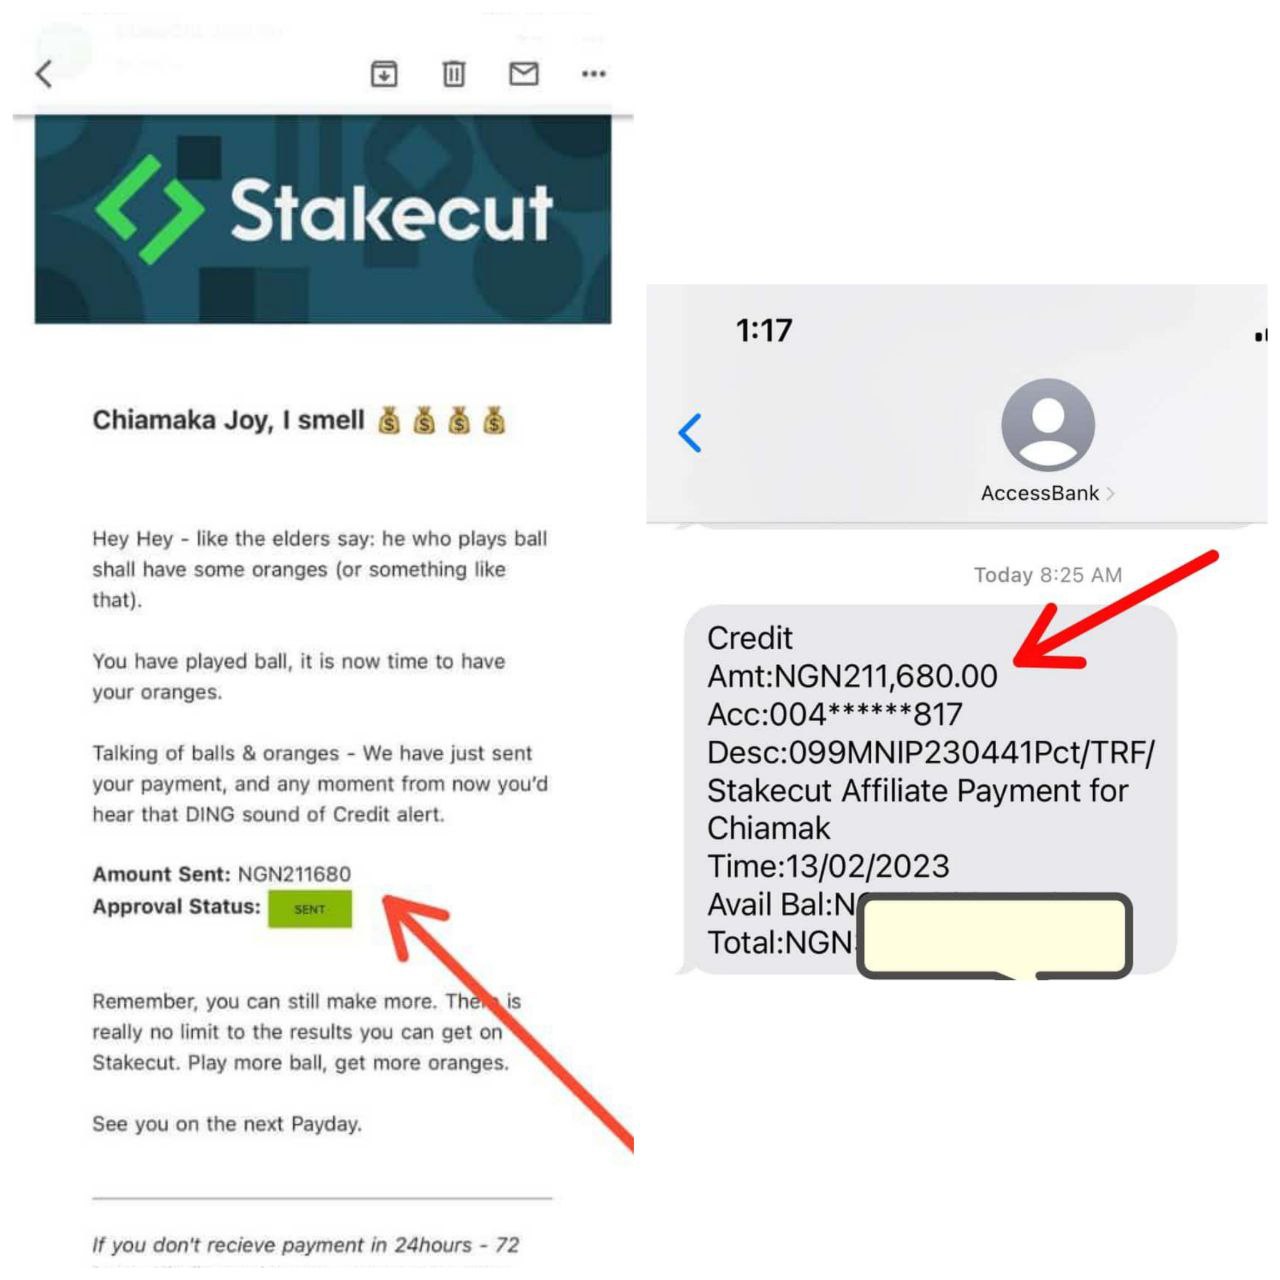 Stakecut
Chiamaka Joy, I smell 💰 💰 💰 💰
Hey Hey - like the elders say: he who plays ball
shall have some oranges (or something like
that).
You have played ball, it is now time to have
your oranges.
Talking of balls & oranges - We have just sent
your payment, and any moment from now you'd
hear that DING sound of Credit alert.
Amount Sent: NGN211680
Approval Status: SENT
Remember, you can still make more. There is
really no limit to the results you can get on
Stakecut. Play more ball, get more oranges.
See you on the next Payday.
If you don't recieve payment in 24hours - 72
1:17
AccessBank
Today 8:25 AM
Credit
Amt:NGN211,680.00
Acc:004******817
Desc:099MNIP230441Pct/TRF/
Stakecut Affiliate Payment for
Chiamak
Time:13/02/2023
Avail Bal:N
Total:NGN